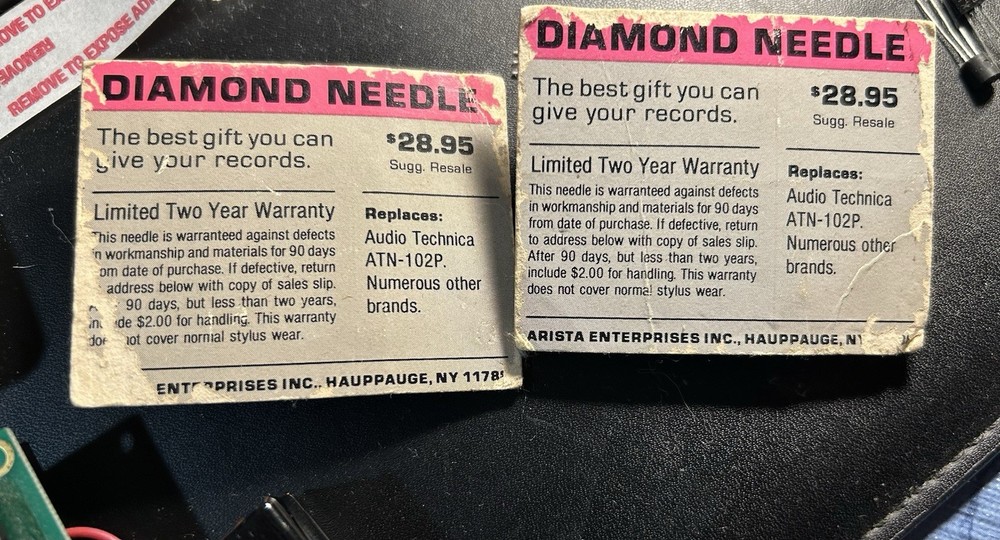 REMOVE TO EXPOSE AD
DIAMOND NEEDLE
The best gift you can
give your records.
$28.95
Sugg. Resale
Limited Two Year Warranty
This needle is warranteed against defects
in workmanship and materials for 90 days
om date of purchase. If defective, return
address below with copy of sales slip.
90 days, but less than two years,
de $2.00 for handling. This warranty
not cover normal stylus wear.
Replaces:
Audio Technica
ATN-102P.
Numerous other
brands.
ENTERPRISES INC., HAUPPAUGE, NY 1178
DIAMOND NEEDLE
The best gift you can
give your records.
$28.95
Sugg. Resale
Limited Two Year Warranty
This needle is warranteed against defects
in workmanship and materials for 90 days
from date of purchase. If defective, return
to address below with copy of sales slip.
After 90 days, but less than two years,
include $2.00 for handling. This warranty
does not cover normal stylus wear.
Replaces:
Audio Technica
ATN-102P.
Numerous other
brands.
ARISTA ENTERPRISES INC., HAUPPAUGE, NY